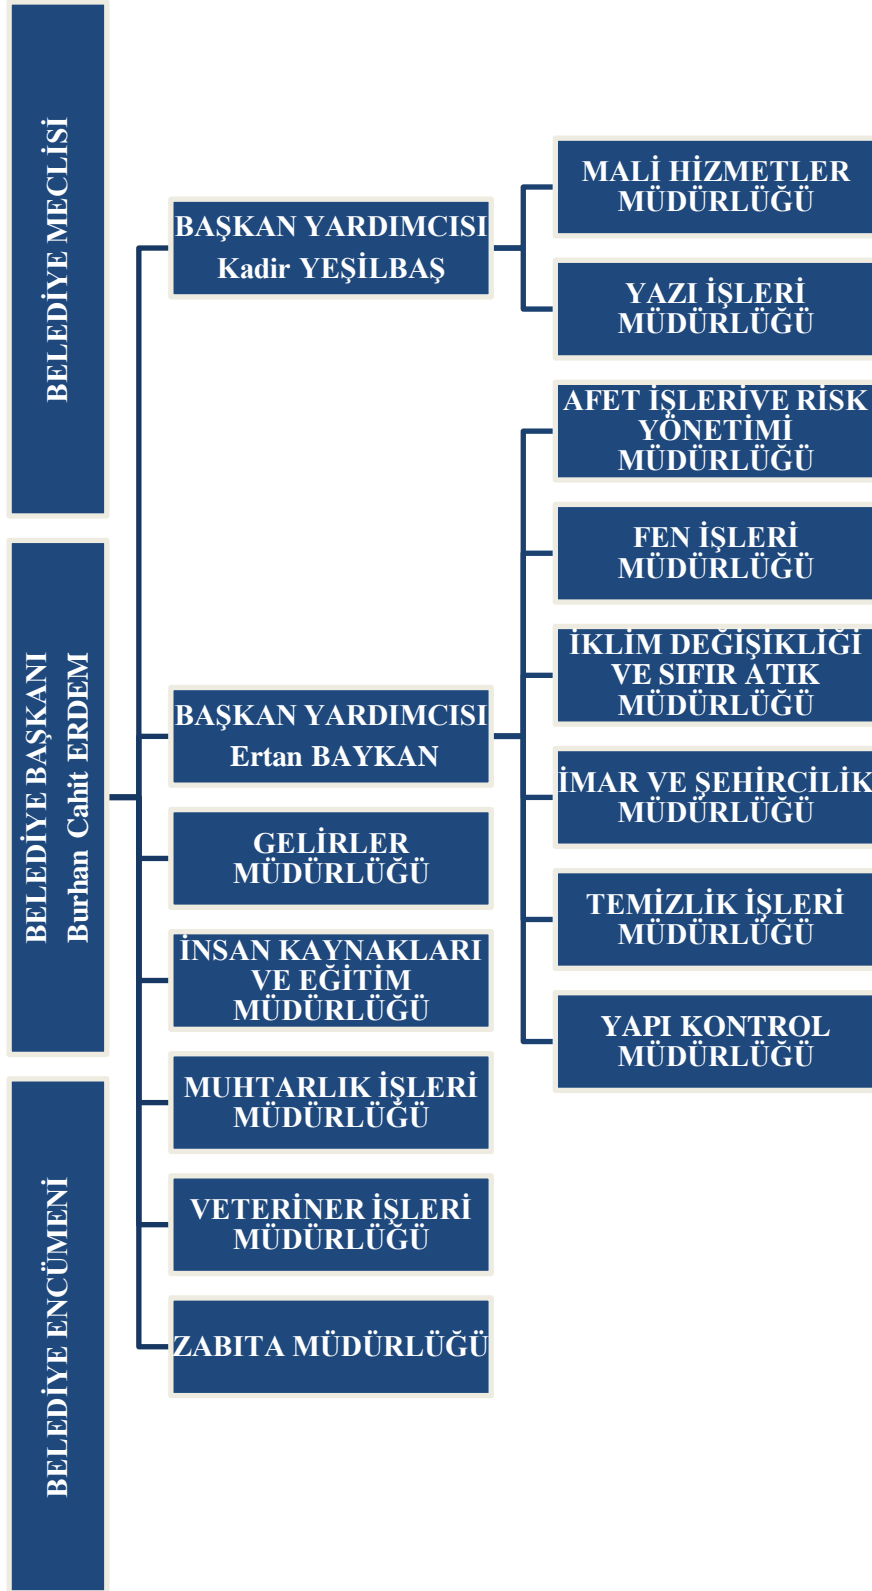 BELEDİYE MECLİSİ
BELEDİYE BAŞKANI
Burhan Cahit ERDEM
BELEDİYE ENCÜMENİ
BAŞKAN YARDIMCISI
Kadir YEŞİLBAŞ
MALİ HİZMETLER
MÜDÜRLÜĞÜ
YAZI İŞLERİ
MÜDÜRLÜĞÜ
BAŞKAN YARDIMCISI
Ertan BAYKAN
AFET İŞLERİVE RİSK
YÖNETİMİ
MÜDÜRLÜĞÜ
FEN İŞLERİ
MÜDÜRLÜĞÜ
İKLİM DEĞİŞİKLİĞİ
VE SIFIR ATIK
MÜDÜRLÜĞÜ
İMAR VE ŞEHİRCİLİK
MÜDÜRLÜĞÜ
TEMİZLİK İŞLERİ
MÜDÜRLÜĞÜ
YAPI KONTROL
MÜDÜRLÜĞÜ
GELİRLER
MÜDÜRLÜĞÜ
İNSAN KAYNAKLARI
VE EĞİTİM
MÜDÜRLÜĞÜ
MUHTARLIK İŞLERİ
MÜDÜRLÜĞÜ
VETERİNER İŞLERİ
MÜDÜRLÜĞÜ
ZABITA MÜDÜRLÜĞÜ